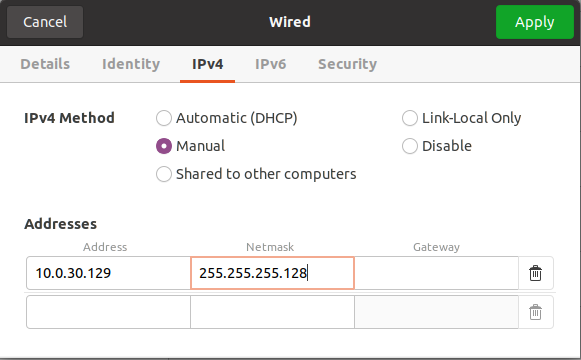 Cancel Wired Apply
Details Identity IPv4 IPv6 Security
IPv4 Method Automatic (DHCP) Link-Local Only
Manual Disable
Shared to other computers
Addresses
Address Netmask Gateway
10.0.30.129 255.255.255.128